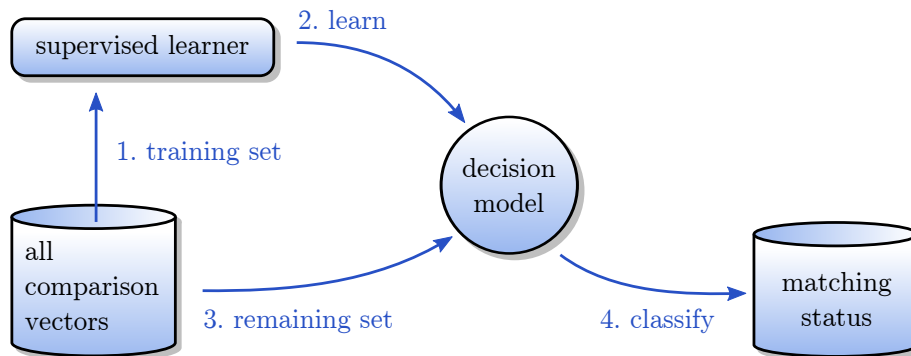 2. learn
supervised learner
1. training set
decision
model
all
comparison
vectors
3. remaining set
4. classify
matching
status